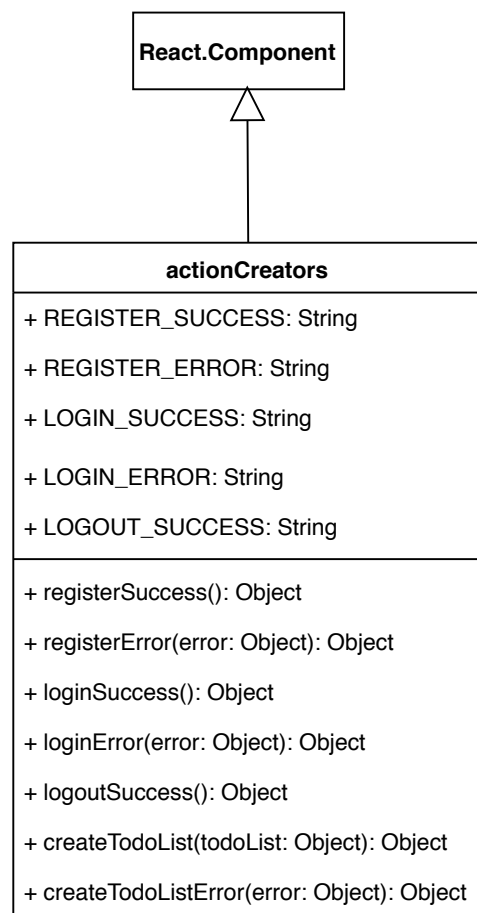 React.Component
actionCreators
+ REGISTER_SUCCESS: String
+ REGISTER_ERROR: String
+ LOGIN_SUCCESS: String
+ LOGIN_ERROR: String
+ LOGOUT_SUCCESS: String
+ registerSuccess(): Object
+ registerError(error: Object): Object
+ loginSuccess(): Object
+ loginError(error: Object): Object
+ logoutSuccess(): Object
+ createTodoList(todoList: Object): Object
+ createTodoListError(error: Object): Object